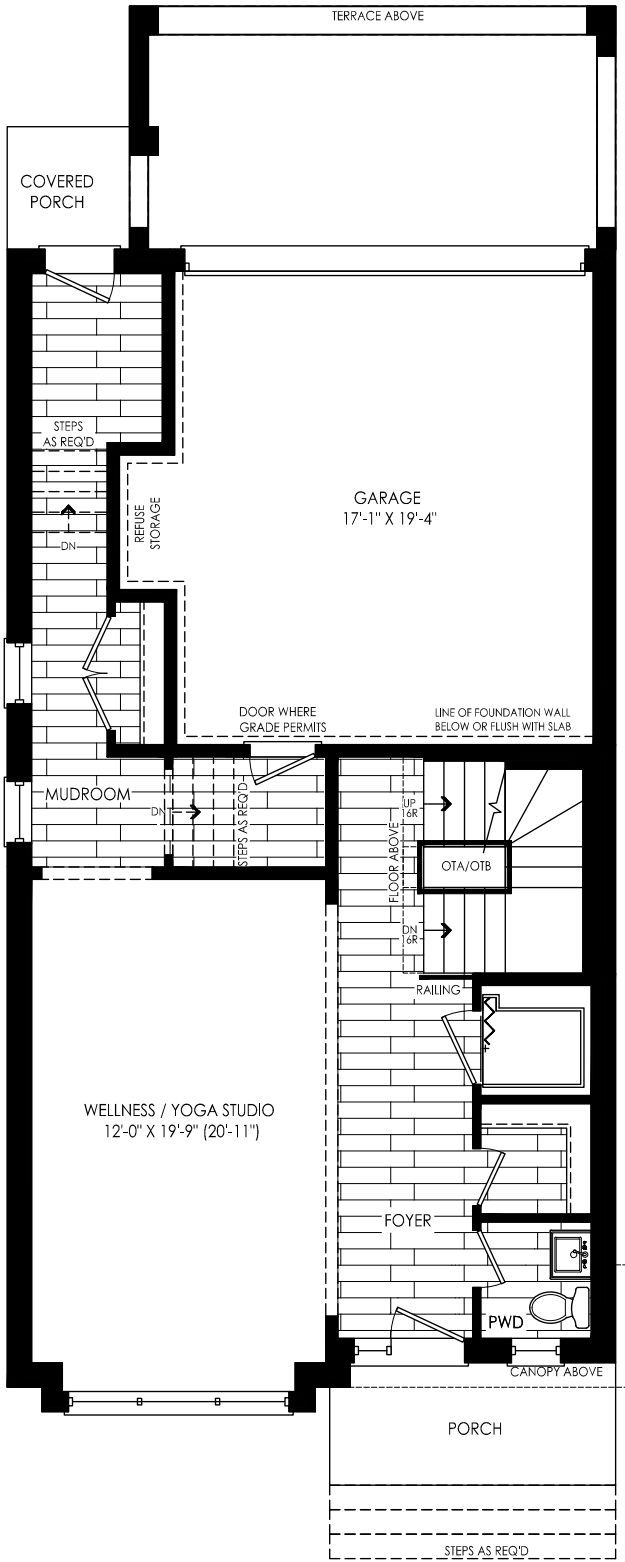 TERRACE ABOVE
COVERED
PORCH
STEPS
AS REQ'D
DN
REFUSE
STORAGE
GARAGE
17'-1" X 19'-4"
DOOR WHERE
GRADE PERMITS
LINE OF FOUNDATION WALL
BELOW OR FLUSH WITH SLAB
MUDROOM
DN
STEPS AS REQ'D
UP
16R
FLOOR ABOVE
OTA/OTB
DN
16R
RAILING
WELLNESS / YOGA STUDIO
12'-0" X 19'-9" (20'-11")
FOYER
PWD
CANOPY ABOVE
PORCH
STEPS AS REQ'D